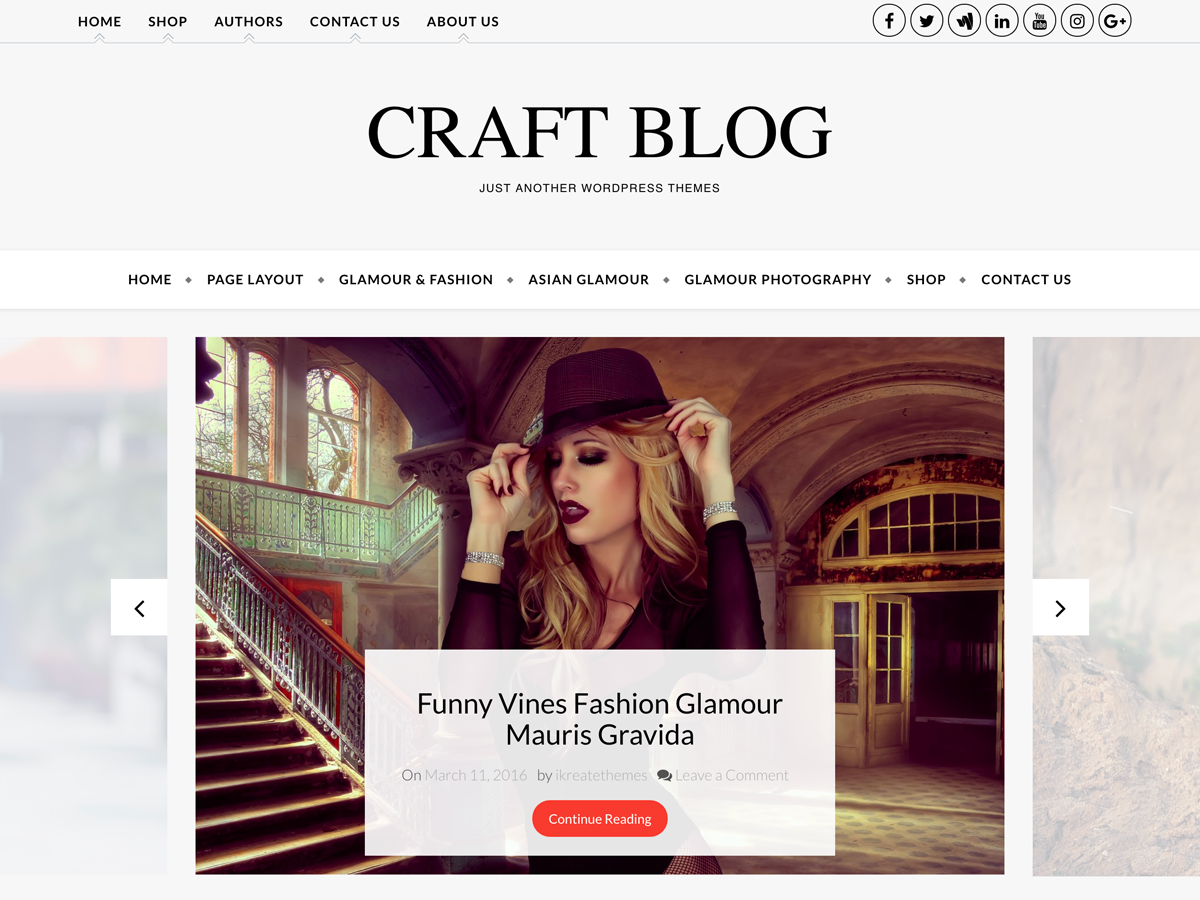 HOME SHOP AUTHORS CONTACT US ABOUT US
You Tube
G+
CRAFT BLOG
JUST ANOTHER WORDPRESS THEMES
HOME PAGE LAYOUT GLAMOUR & FASHION ASIAN GLAMOUR GLAMOUR PHOTOGRAPHY SHOP CONTACT US
Funny Vines Fashion Glamour
Mauris Gravida
On March 11, 2016 by ikreatethemes Leave a Comment
Continue Reading